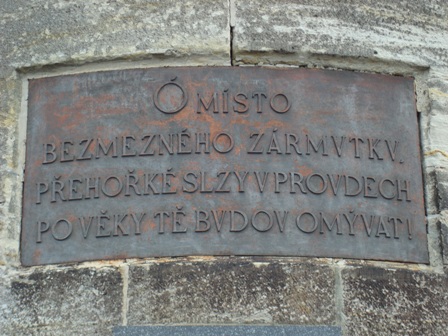 Ó MÍSTO
BEZMEZNÉHO ZÁRMVTKV.
PŘEHOŘKÉ SLZY V PROVDECH
PO VĚKY TĚ BVDOV OMÝVAT!